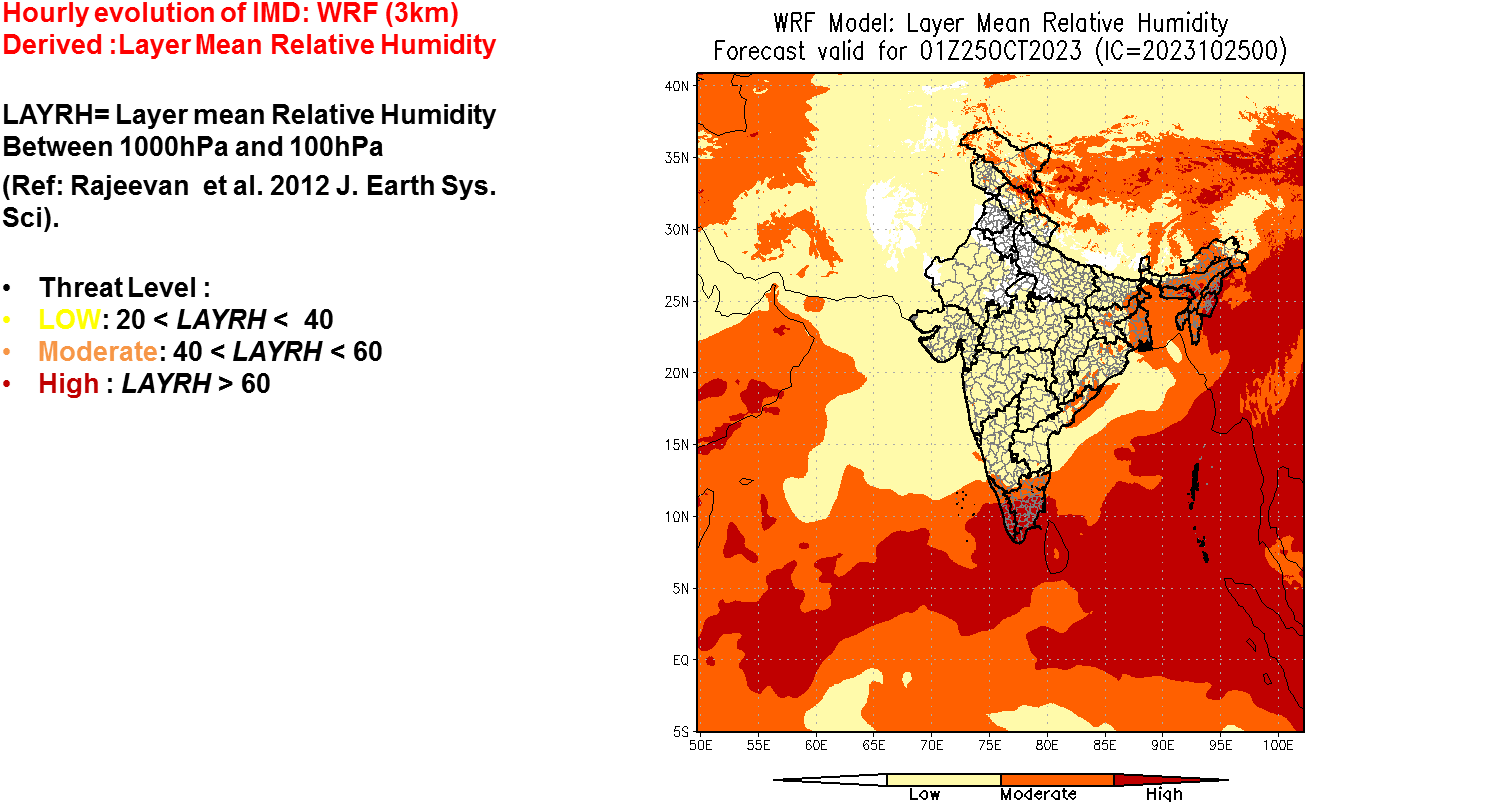 Hourly evolution of IMD: WRF (3km)
Derived :Layer Mean Relative Humidity
LAYRH= Layer mean Relative Humidity
Between 1000hPa and 100hPa
(Ref: Rajeevan et al. 2012 J. Earth Sys.
Sci).
• Threat Level :
• LOW: 20 < LAYRH < 40
• Moderate: 40 < LAYRH < 60
• High : LAYRH > 60
WRF Model: Layer Mean Relative Humidity
Forecast valid for 01Z25OCT2023 (IC=2023102500)
40N
35N
30N
25N
20N
15N
10N
5N
EQ
5S
50E 55E 60E 65E 70E 75E 80E 85E 90E 95E 100E
Low Moderate High